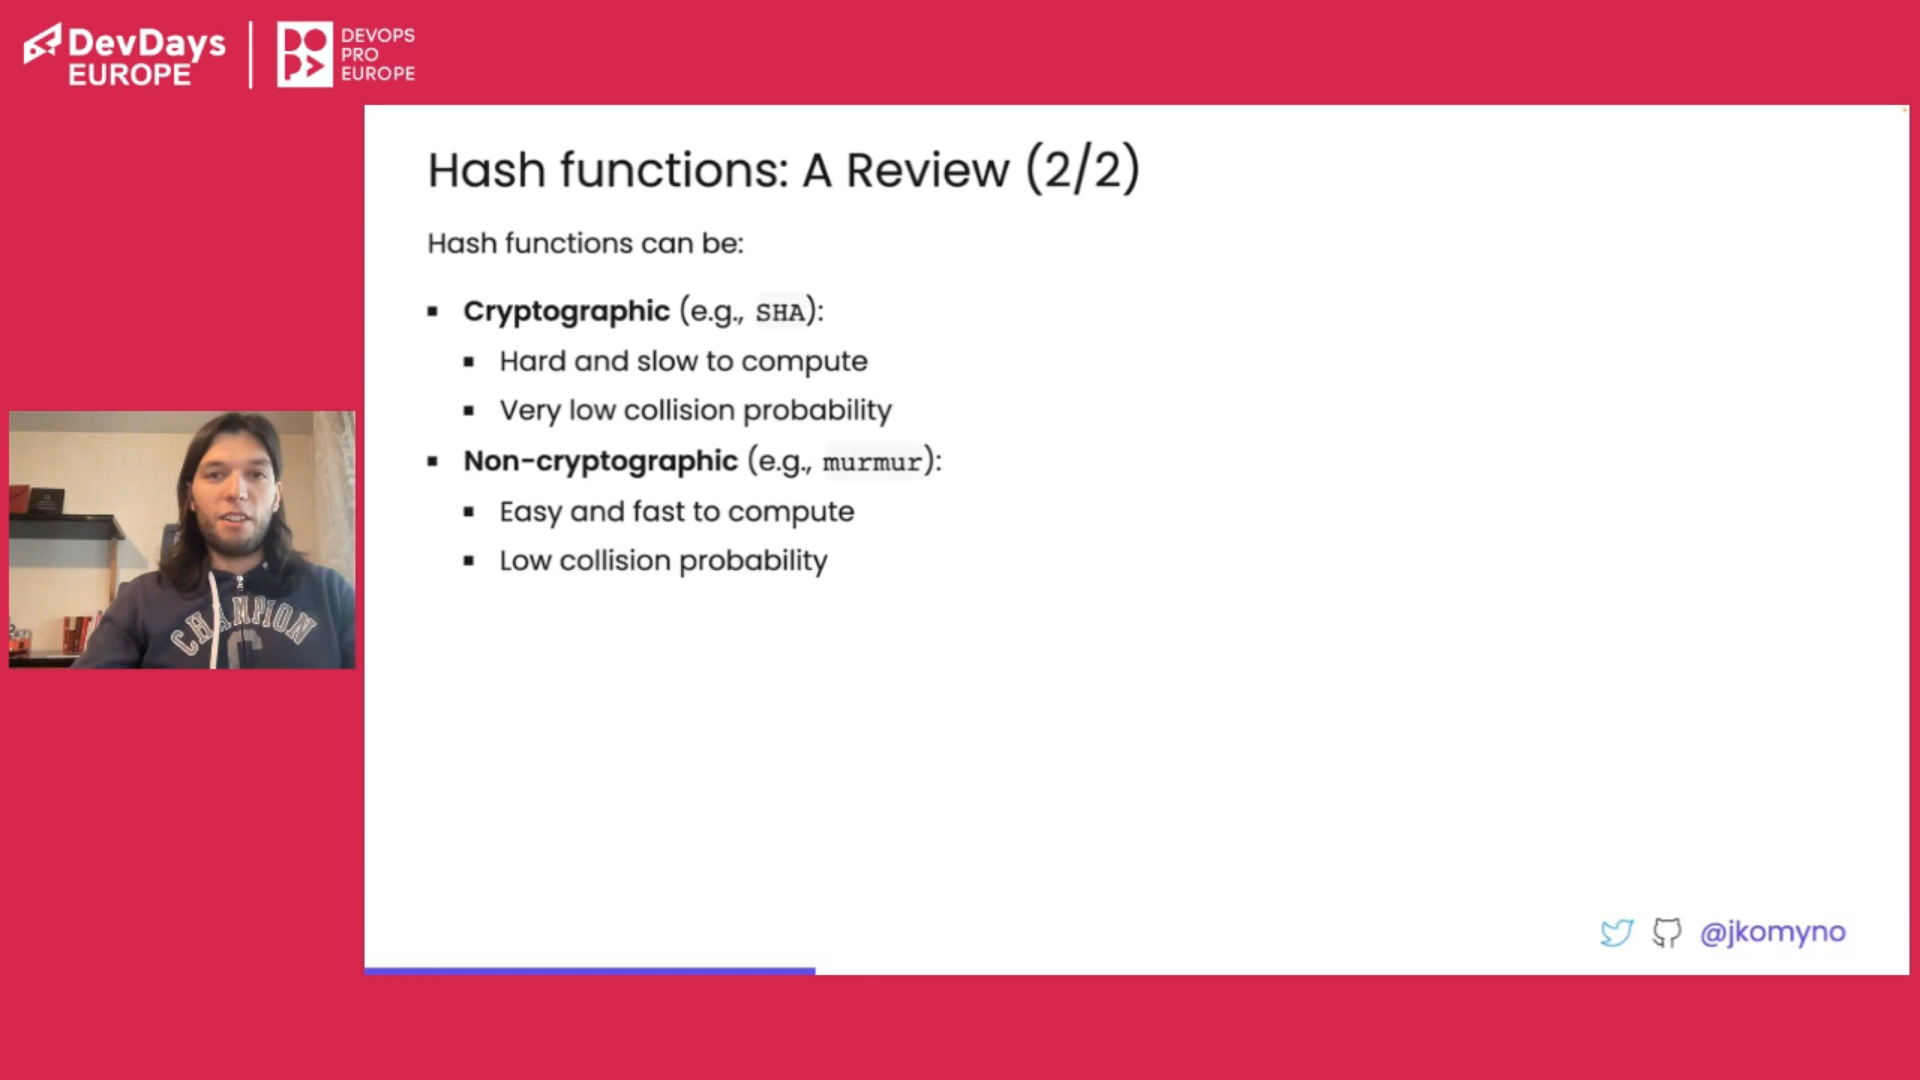 DevDays
EUROPE
DEVOPS
PRO
EUROPE
Hash functions: A Review (2/2)
Hash functions can be:
Cryptographic (e.g., SHA):
Hard and slow to compute
Very low collision probability
Non-cryptographic (e.g., murmur):
Easy and fast to compute
Low collision probability
CHAMPION
C
@jkomyno